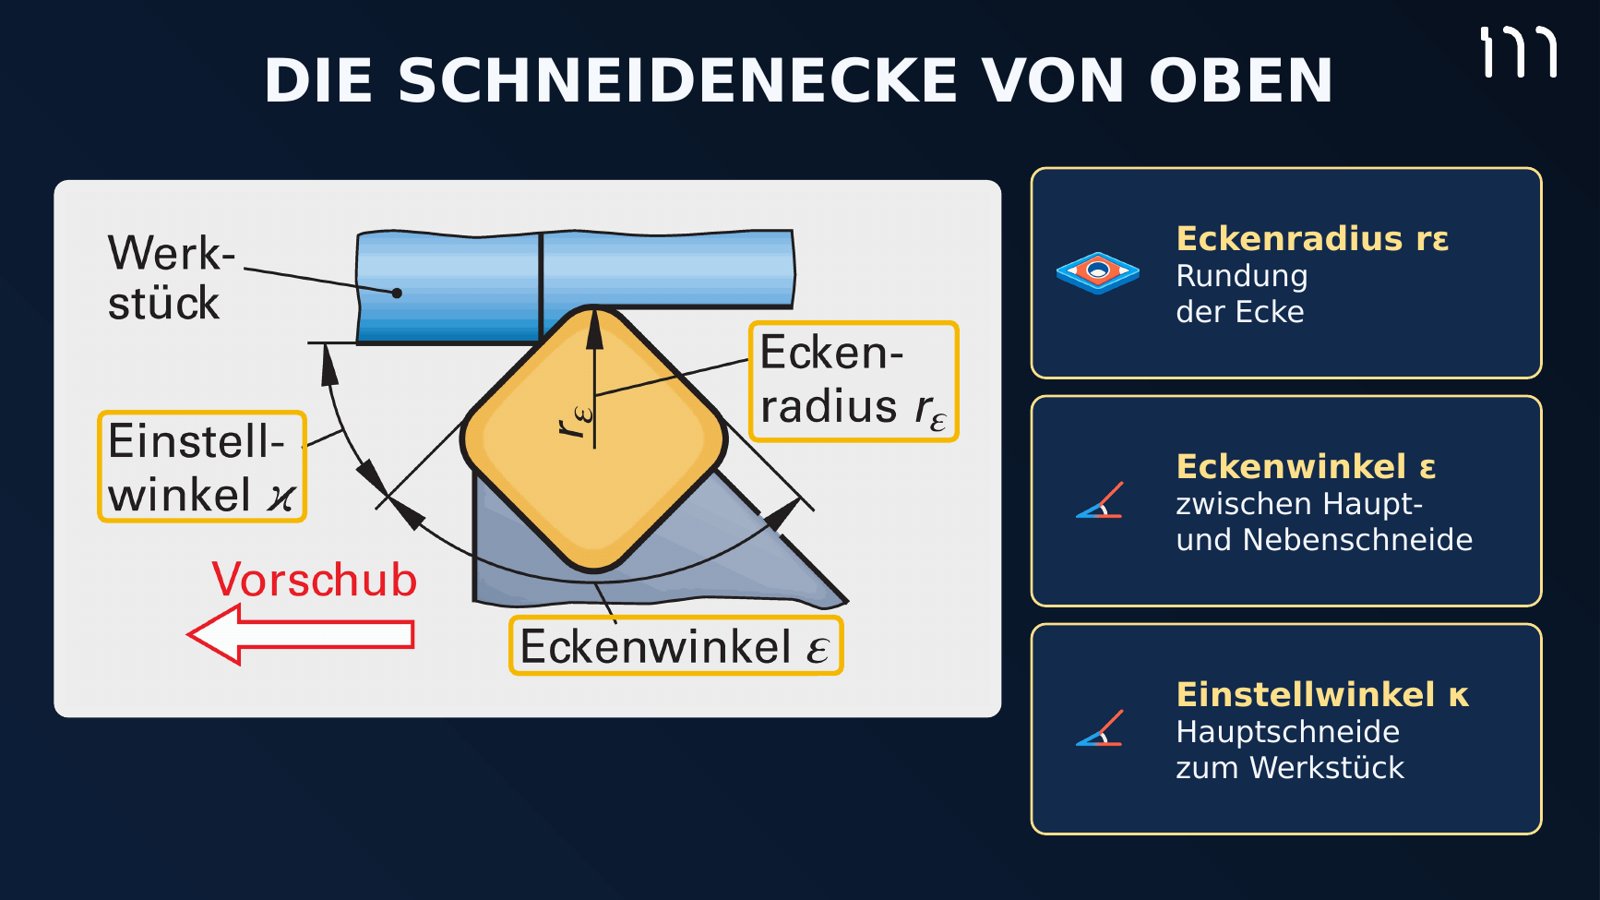 DIE SCHNEIDENECKE VON OBEN
Werk-
stück
Ecken-
radius rε
rε
Einstell-
winkel ϰ
Vorschub
Eckenwinkel ε
Eckenradius rε
Rundung
der Ecke
Eckenwinkel ε
zwischen Haupt-
und Nebenschneide
Einstellwinkel κ
Hauptschneide
zum Werkstück